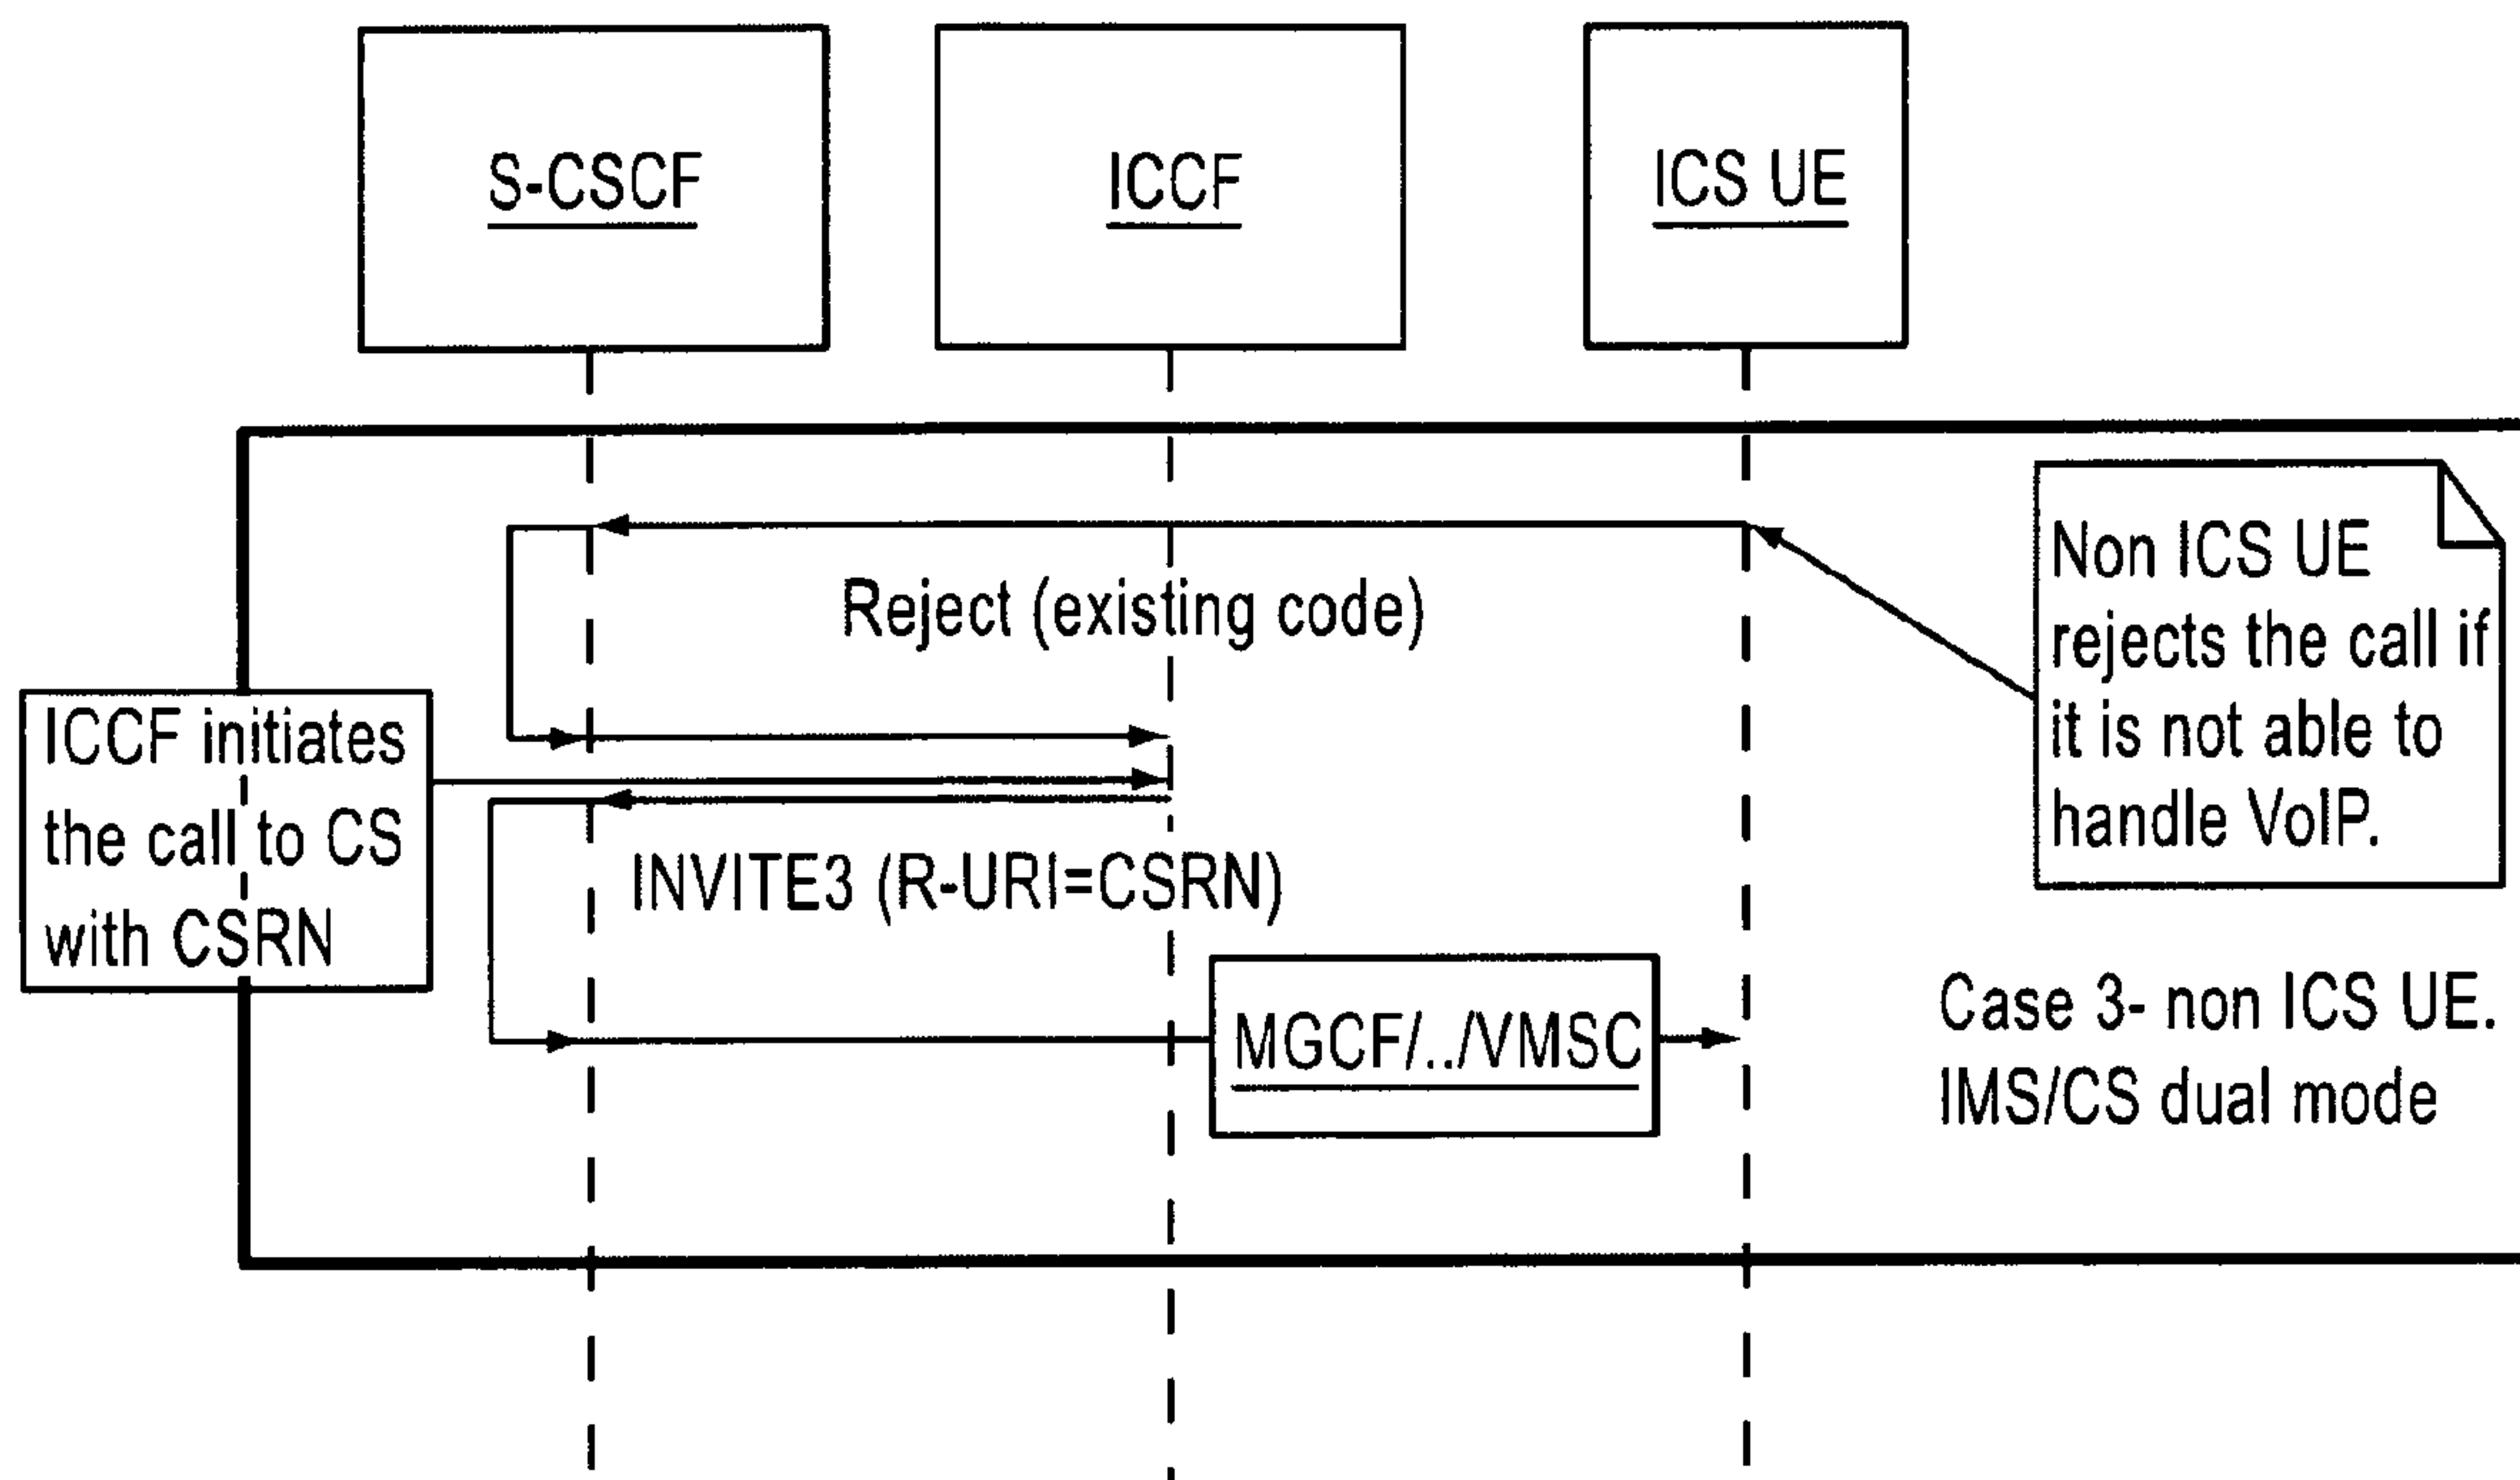 S-CSCF
ICCF
ICS UE
Non ICS UE
rejects the call if
it is not able to
handle VoIP.
Reject (existing code)
ICCF initiates
the call to CS
with CSRN
INVITE3 (R-URI=CSRN)
MGCF/../VMSC
Case 3- non ICS UE.
IMS/CS dual mode